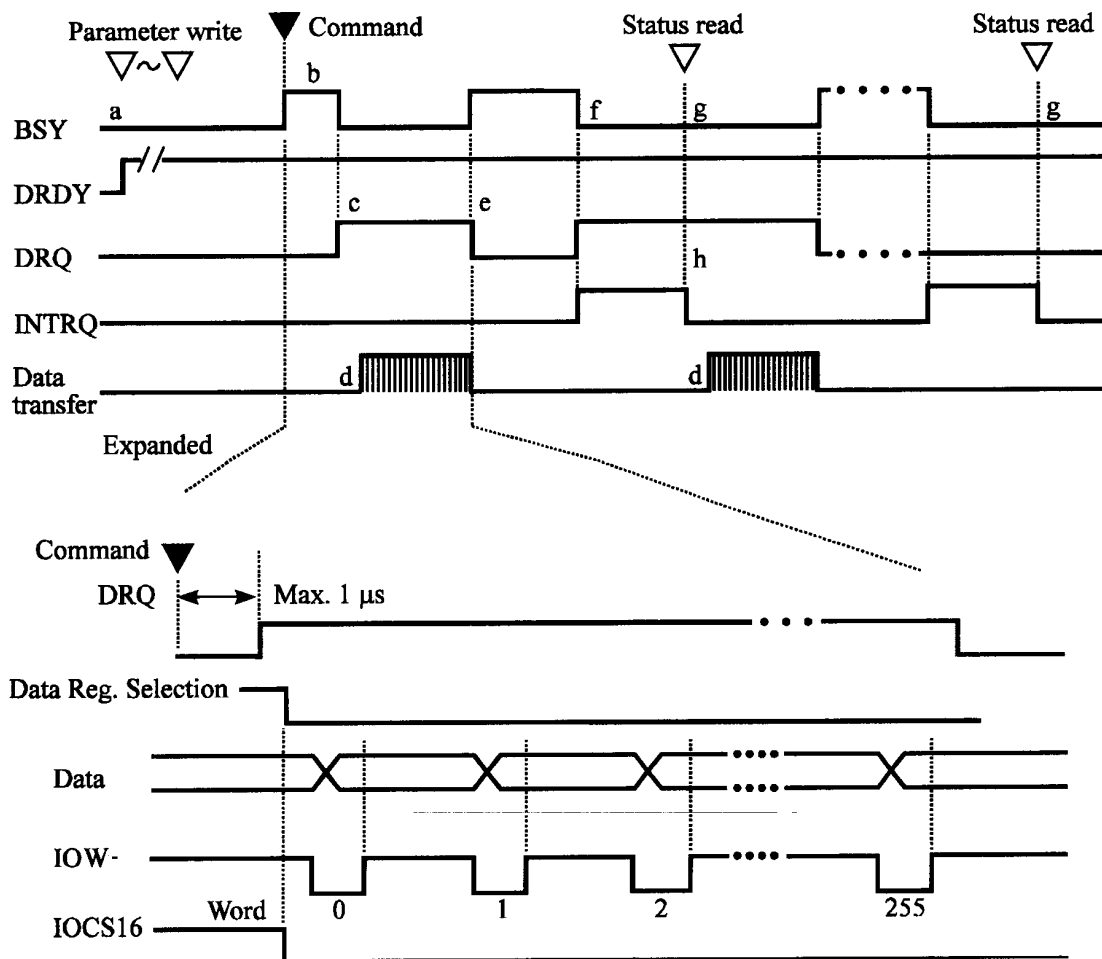 Parameter write
Command
Status read
Status read
b
a
f
g
g
BSY
DRDY
c
e
DRQ
h
INTRQ
Data transfer
d
d
Expanded
Command
DRQ
Max. 1 μs
Data Reg. Selection
Data
IOW-
Word
0
1
2
255
IOCS16